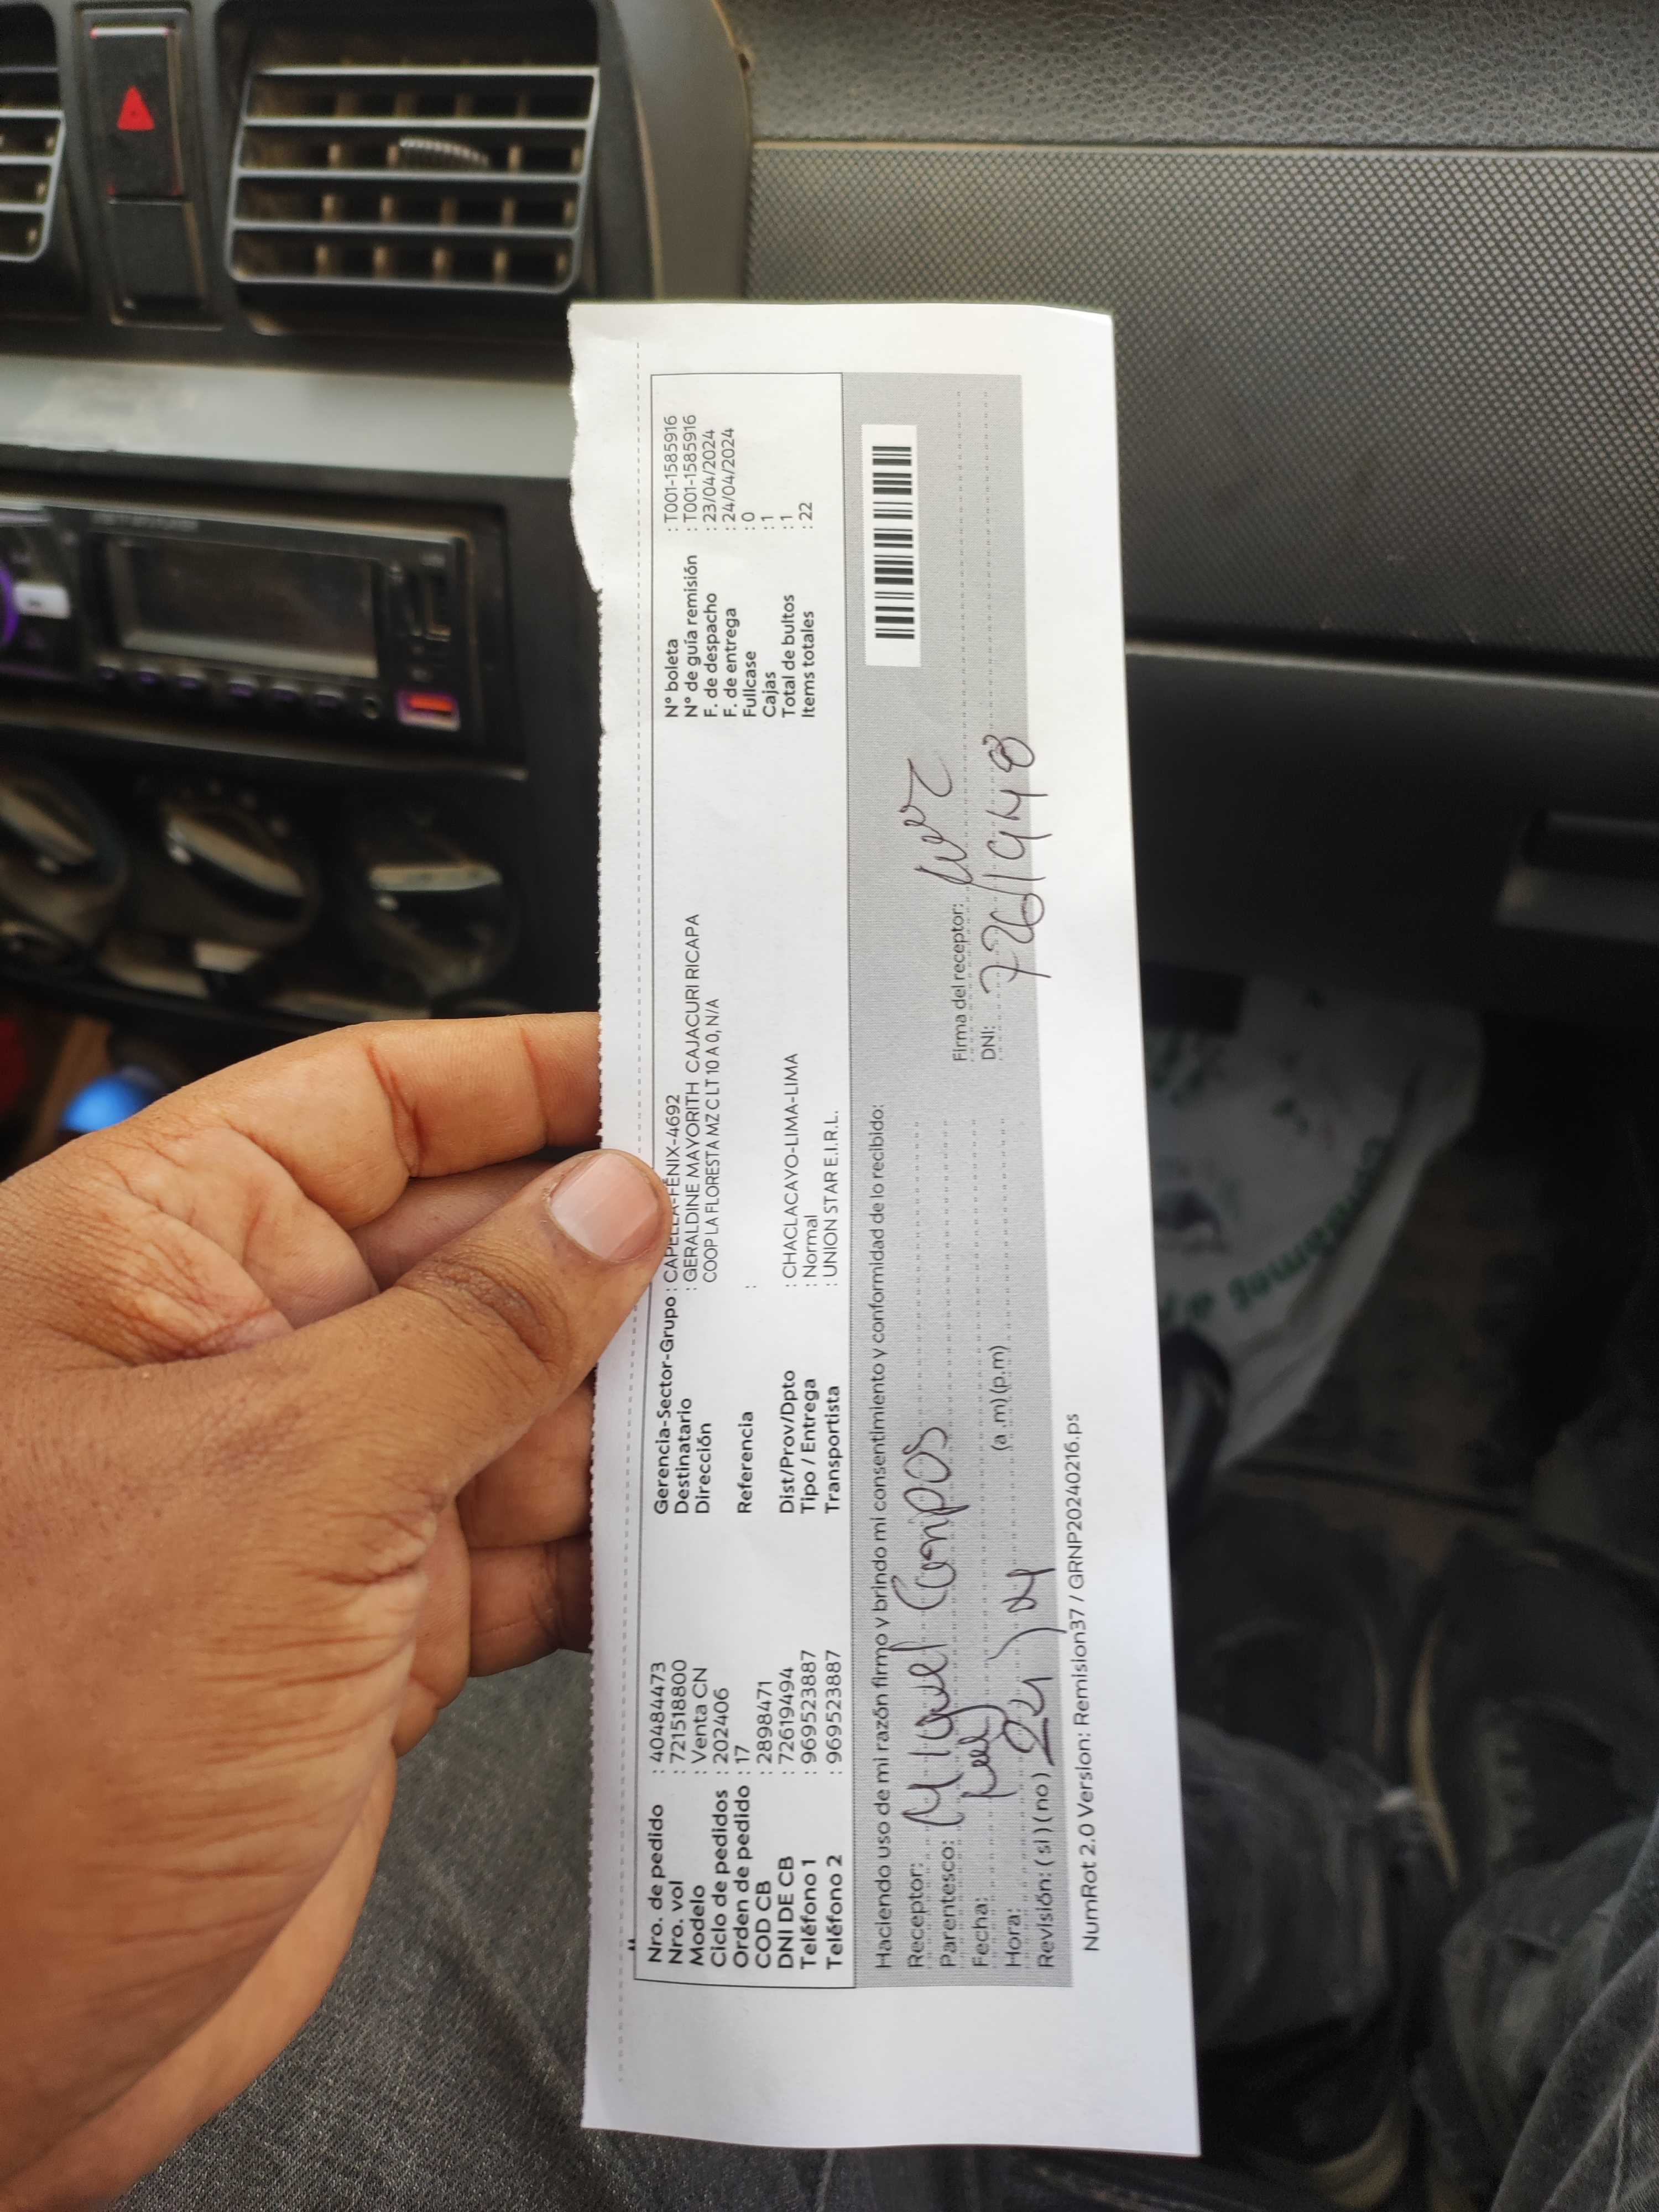 Nro. de pedido : 40484473
Nro. vol : 721518800
Modelo : Venta CN
Ciclo de pedidos : 202406
Orden de pedido : 17
COD CB : 2898471
DNI DE CB : 72619494
Teléfono 1 : 969523887
Teléfono 2 : 969523887
Gerencia-Sector-Grupo : CAPELLA-FÉNIX-4692
Destinatario : GERALDINE MAYORITH CAJACURI RICAPA
Dirección COOP LA FLORESTA MZ C LT 10 A 0, N/A
Referencia :
Dist/Prov/Dpto : CHACLACAYO-LIMA-LIMA
Tipo / Entrega : Normal
Transportista : UNION STAR E.I.R.L.
N° boleta : T001-1585916
N° de guía remisión : T001-1585916
F. de despacho : 23/04/2024
F. de entrega : 24/04/2024
Fullcase : 0
Cajas : 1
Total de bultos : 1
Items totales : 22
Haciendo uso de mi razón firmo y brindo mi consentimiento y conformidad de lo recibido:
Receptor: Miguel Campos
Parentesco:
Fecha:
Hora: (a .m) (p.m)
Revisión: ( si ) ( no )
Firma del receptor:
DNI:
NumRot 2.0 Version: Remision37 / GRNP20240216.ps